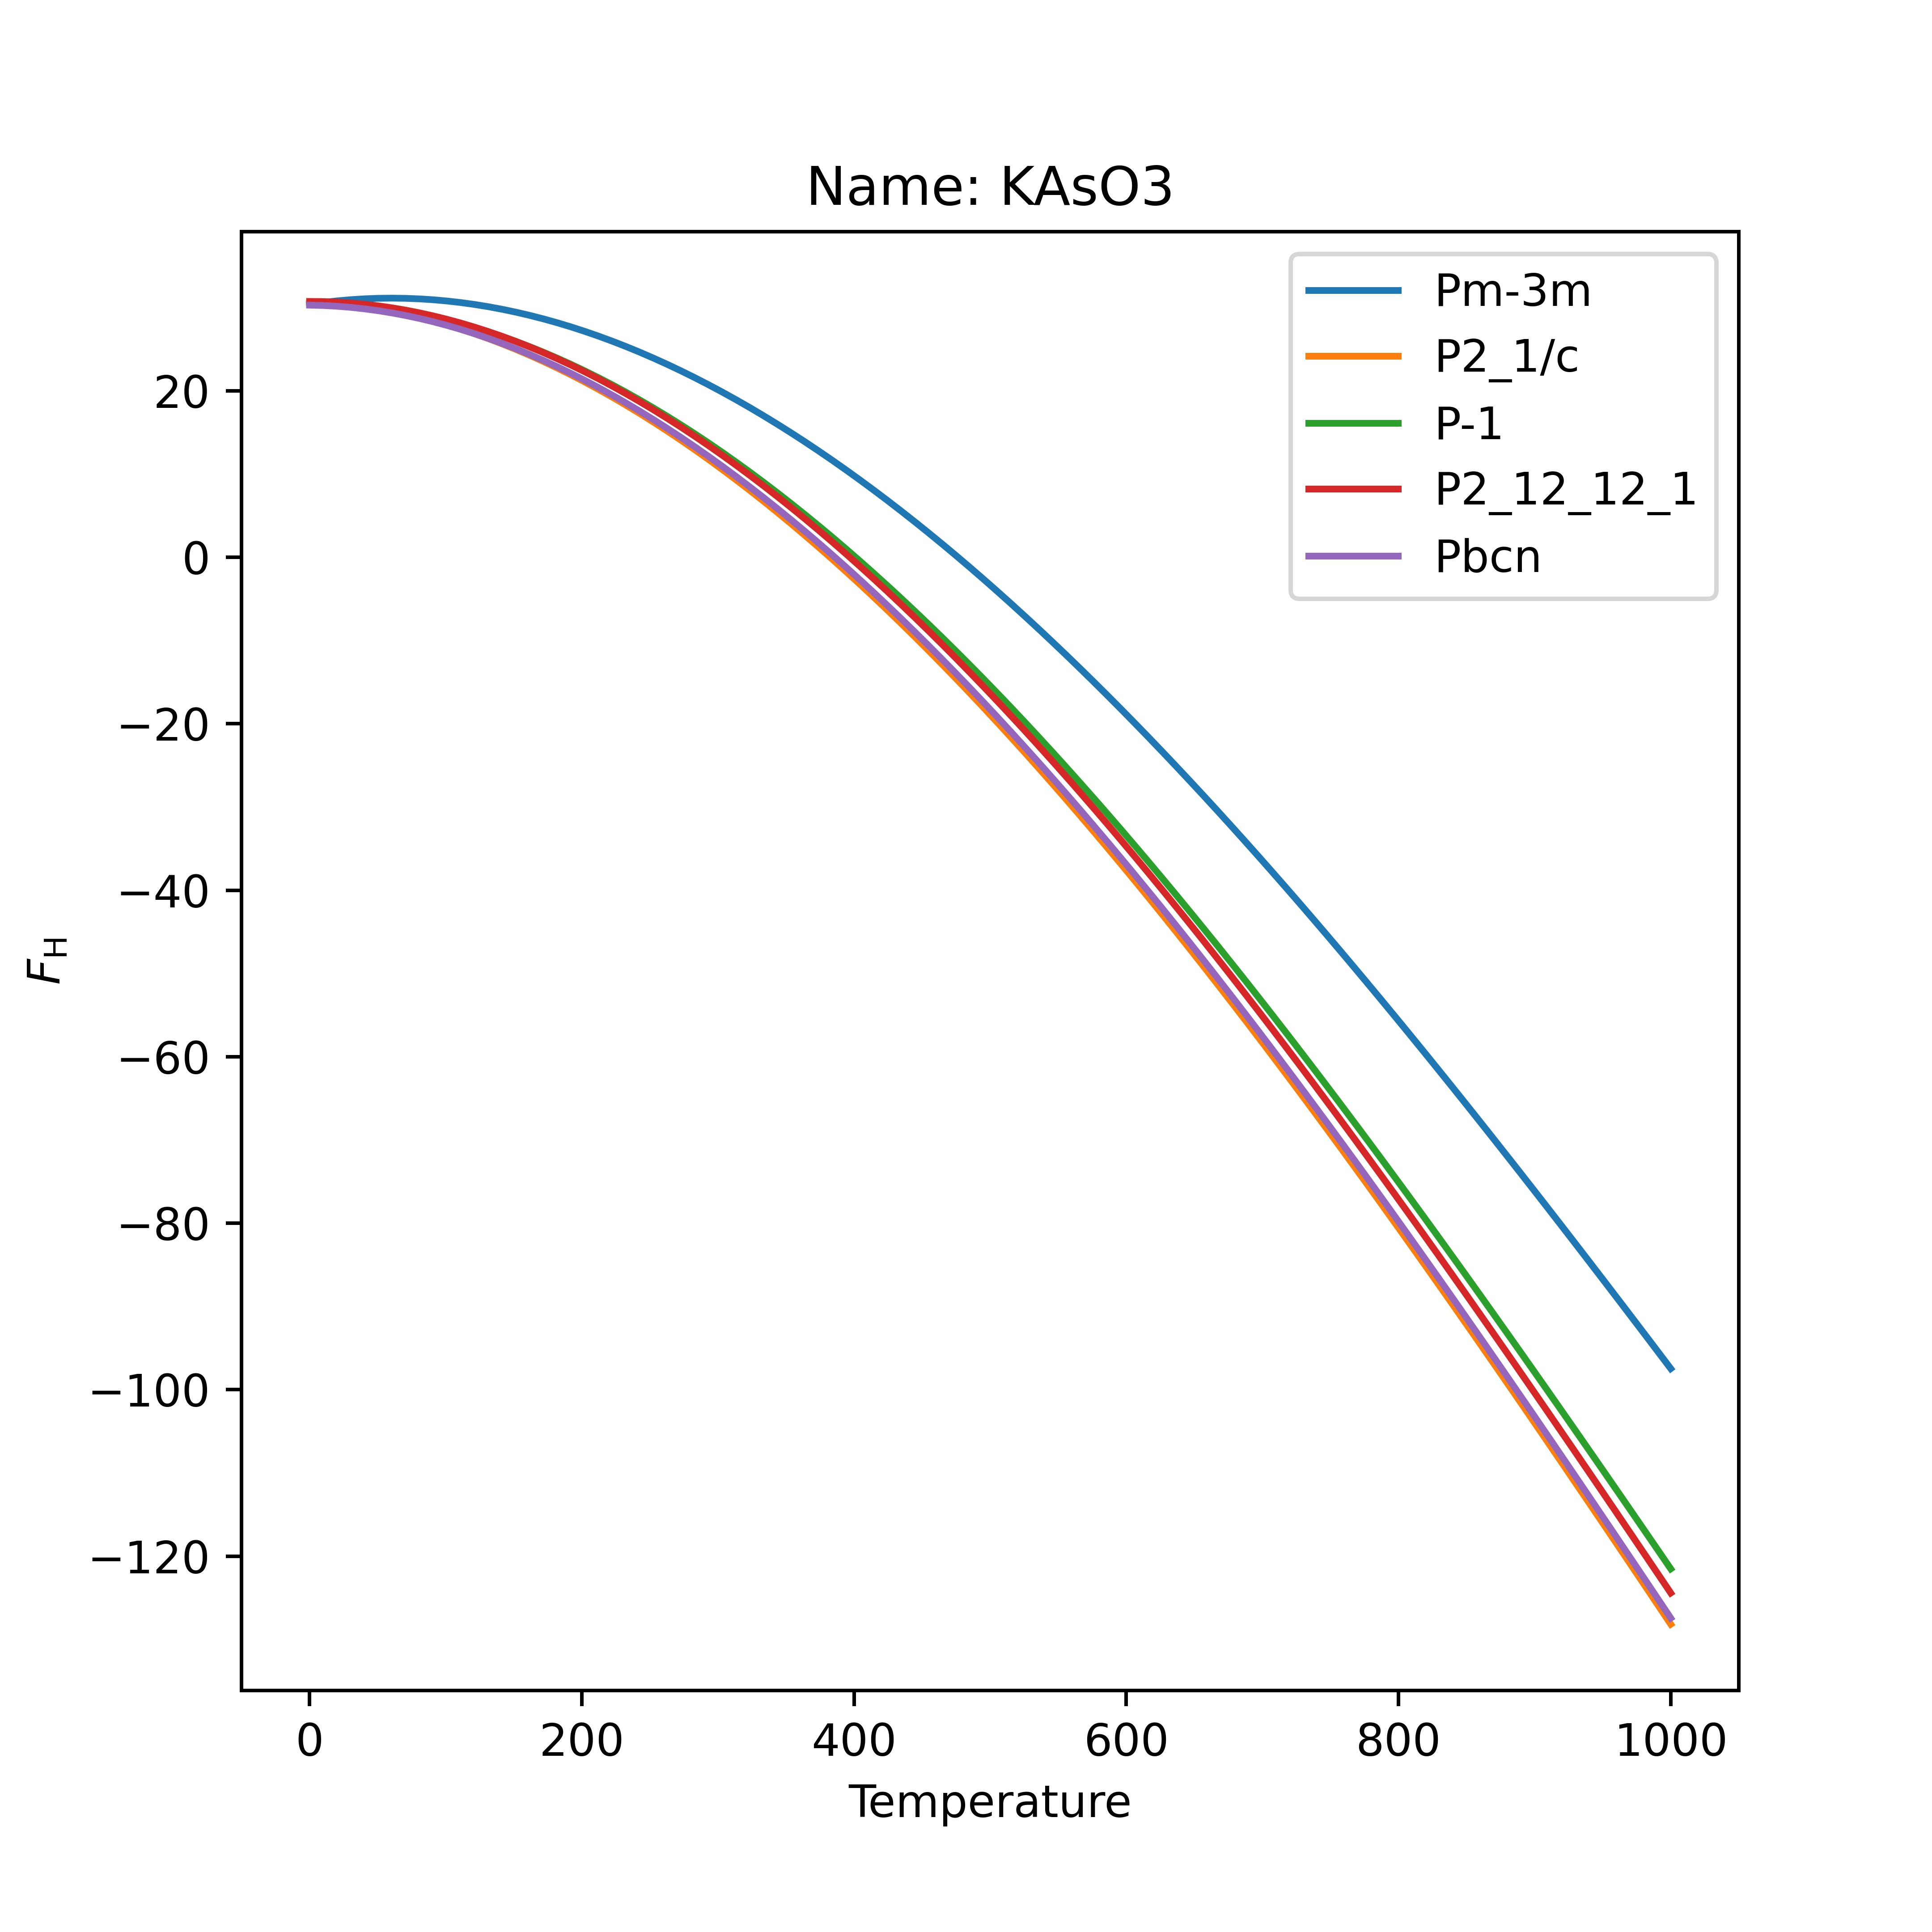 Name: KAsO3
Pm-3m
P2_1/c
P-1
P2_12_12_1
Pbcn
20
0
−20
−40
−60
−80
−100
−120
F_H
0 200 400 600 800 1000
Temperature